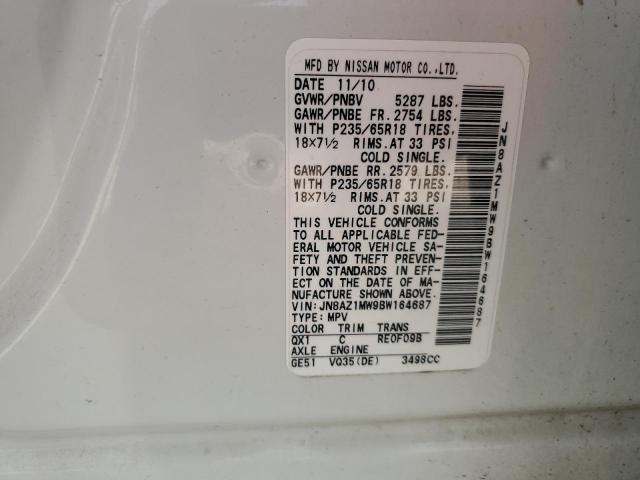 MFD BY NISSAN MOTOR CO.,LTD.
DATE 11/10
GVWR/PNBV 5287 LBS.
GAWR/PNBE FR. 2754 LBS.
WITH P235/65R18 TIRES,
18X7½ RIMS.AT 33 PSI
COLD SINGLE.
GAWR/PNBE RR. 2579 LBS.
WITH P235/65R18 TIRES,
18X7½ RIMS.AT 33 PSI
COLD SINGLE.
THIS VEHICLE CONFORMS
TO ALL APPLICABLE FED-
ERAL MOTOR VEHICLE SA-
FETY AND THEFT PREVEN-
TION STANDARDS IN EFF-
ECT ON THE DATE OF MA-
NUFACTURE SHOWN ABOVE.
VIN: JN8AZ1MW9BW164687
TYPE: MPV
COLOR TRIM TRANS
QX1 C RE0F09B
AXLE ENGINE
GE51 VQ35(DE) 3498CC
JN8AZ1MW9BW164687